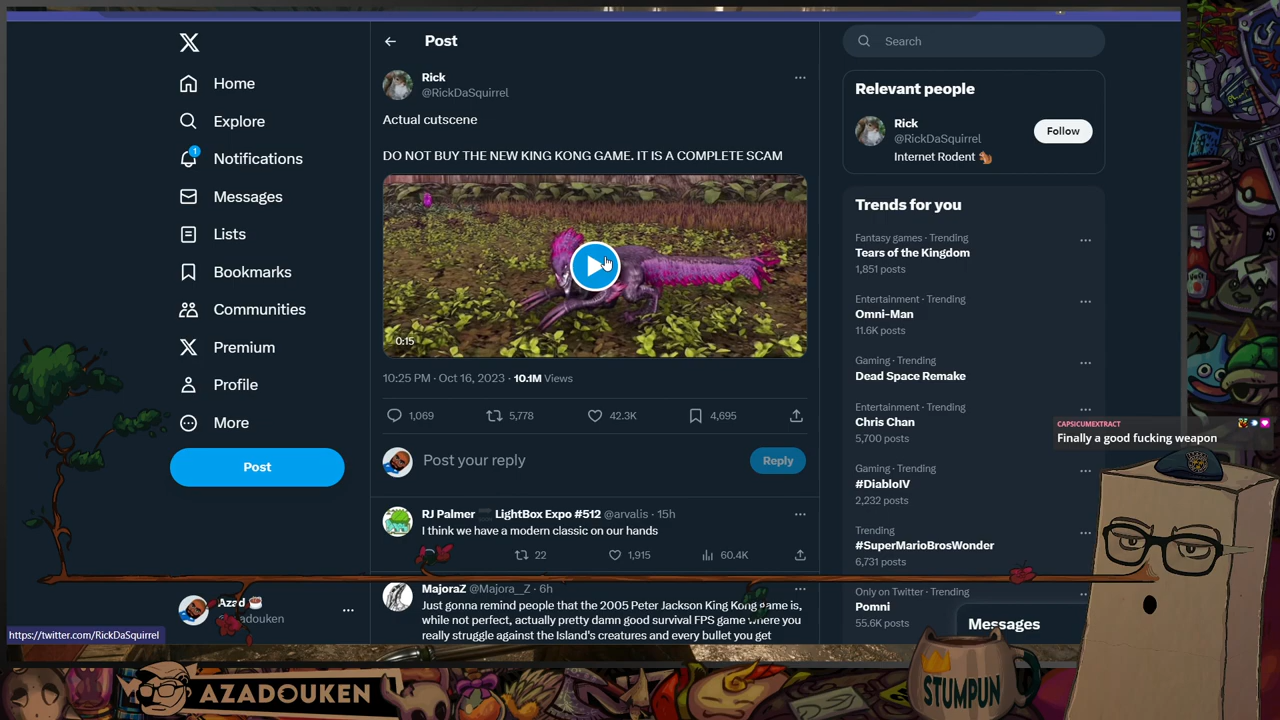 Home
Explore
1
Notifications
Messages
Lists
Bookmarks
Communities
Premium
Profile
More
Post
Azad
https://twitter.com/RickDaSquirrel
Post
Rick
@RickDaSquirrel
Actual cutscene
DO NOT BUY THE NEW KING KONG GAME. IT IS A COMPLETE SCAM
0:15
10:25 PM · Oct 16, 2023 · 10.1M Views
1,069
5,778
42.3K
4,695
Post your reply
Reply
RJ Palmer LightBox Expo #512 @arvalis · 15h
I think we have a modern classic on our hands
22
1,915
60.4K
MajoraZ @Majora__Z · 6h
Just gonna remind people that the 2005 Peter Jackson King Kong game is,
while not perfect, actually pretty damn good survival FPS game where you
really struggle against the Island's creatures and every bullet you get
Search
Relevant people
Rick
@RickDaSquirrel
Internet Rodent
Follow
Trends for you
Fantasy games · Trending
Tears of the Kingdom
1,851 posts
Entertainment · Trending
Omni-Man
11.6K posts
Gaming · Trending
Dead Space Remake
Entertainment · Trending
Chris Chan
5,700 posts
Gaming · Trending
#DiabloIV
2,232 posts
Trending
#SuperMarioBrosWonder
6,731 posts
Only on Twitter · Trending
Pomni
55.6K posts
Messages
CAPSICUMEXTRACT
Finally a good fucking weapon
STUMPUN
AZADOUKEN